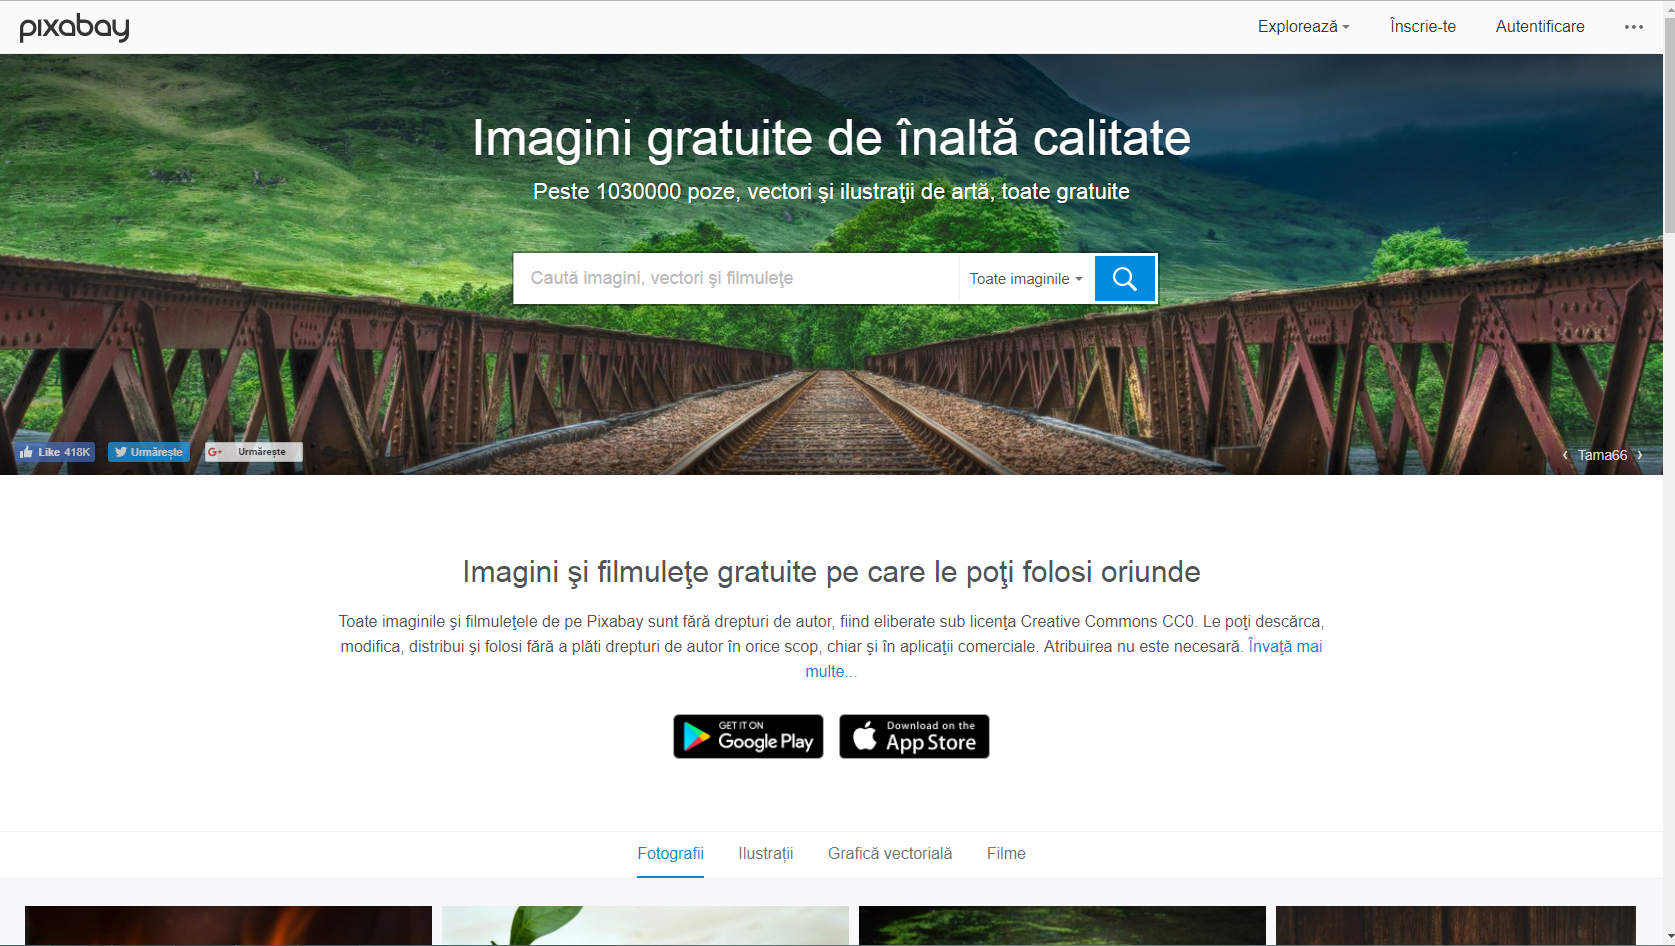 pixabay
Explorează
Înscrie-te
Autentificare
Imagini gratuite de înaltă calitate
Peste 1030000 poze, vectori şi ilustraţii de artă, toate gratuite
Caută imagini, vectori şi filmuleţe
Toate imaginile
Like 418K
Urmărește
G+ Urmărește
‹ Tama66 ›
Imagini şi filmuleţe gratuite pe care le poţi folosi oriunde
Toate imaginile şi filmuleţele de pe Pixabay sunt fără drepturi de autor, fiind eliberate sub licenţa Creative Commons CC0. Le poţi descărca,
modifica, distribui şi folosi fără a plăti drepturi de autor în orice scop, chiar şi în aplicaţii comerciale. Atribuirea nu este necesară. Învaţă mai
multe...
GET IT ON
Google Play
Download on the
App Store
Fotografii
Ilustrații
Grafică vectorială
Filme